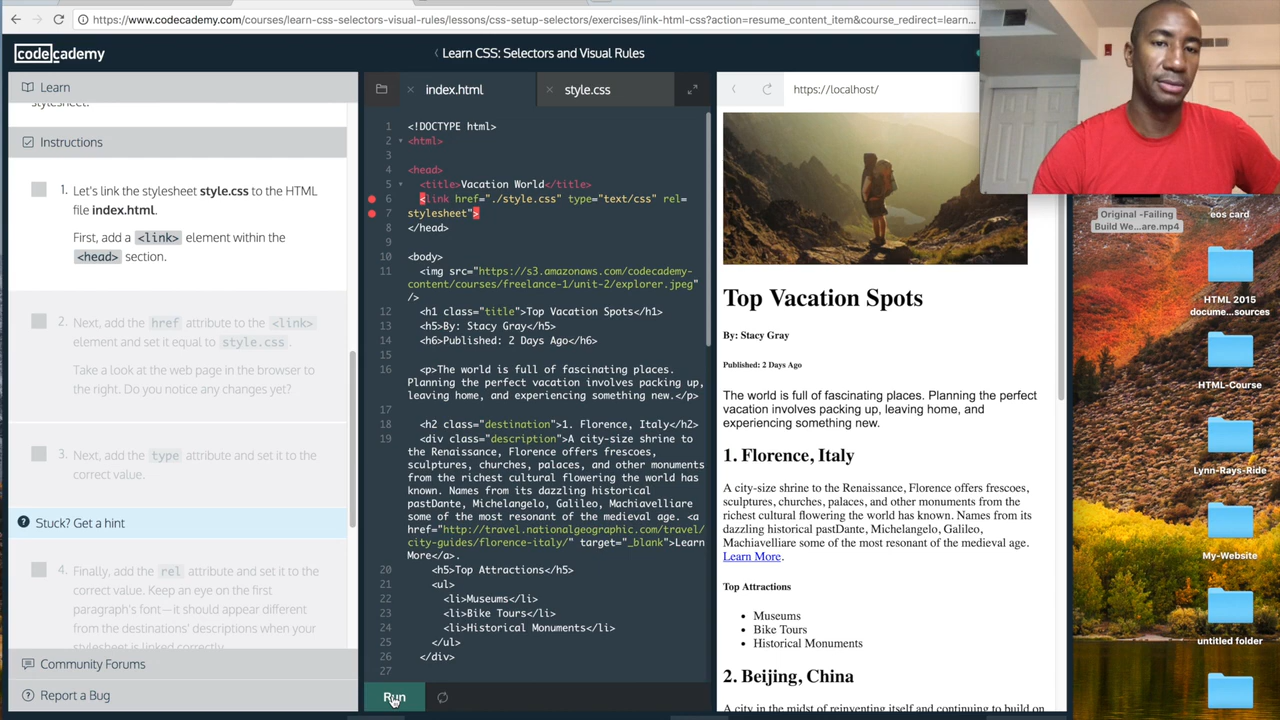 https://www.codecademy.com/courses/learn-css-selectors-visual-rules/lessons/css-setup-selectors/exercises/link-html-css?action=resume_content_item&course_redirect=learn...
codecademy
Learn CSS: Selectors and Visual Rules
Learn
stylesheet.
Instructions
1. Let's link the stylesheet style.css to the HTML
file index.html.
First, add a <link> element within the
<head> section.
2. Next, add the href attribute to the <link>
element and set it equal to style.css.
Take a look at the web page in the browser to
the right. Do you notice any changes yet?
3. Next, add the type attribute and set it to the
correct value.
Stuck? Get a hint
4. Finally, add the rel attribute and set it to the
correct value. Keep an eye on the first
paragraph's font—it should appear different
from the destinations' descriptions when your
stylesheet is linked correctly.
Community Forums
Report a Bug
index.html
style.css
1 <!DOCTYPE html>
2 <html>
3
4 <head>
5 <title>Vacation World</title>
6 <link href="./style.css" type="text/css" rel=
7 stylesheet">
8 </head>
9
10 <body>
11 <img src="https://s3.amazonaws.com/codecademy-
content/courses/freelance-1/unit-2/explorer.jpeg"
/>
12 <h1 class="title">Top Vacation Spots</h1>
13 <h5>By: Stacy Gray</h5>
14 <h6>Published: 2 Days Ago</h6>
15
16 <p>The world is full of fascinating places.
Planning the perfect vacation involves packing up,
leaving home, and experiencing something new.</p>
17
18 <h2 class="destination">1. Florence, Italy</h2>
19 <div class="description">A city-size shrine to
the Renaissance, Florence offers frescoes,
sculptures, churches, palaces, and other monuments
from the richest cultural flowering the world has
known. Names from its dazzling historical
pastDante, Michelangelo, Galileo, Machiavelliare
some of the most resonant of the medieval age. <a
href="http://travel.nationalgeographic.com/travel/
city-guides/florence-italy/" target="_blank">Learn
More</a>.
20 <h5>Top Attractions</h5>
21 <ul>
22 <li>Museums</li>
23 <li>Bike Tours</li>
24 <li>Historical Monuments</li>
25 </ul>
26 </div>
27
Run
https://localhost/
Top Vacation Spots
By: Stacy Gray
Published: 2 Days Ago
The world is full of fascinating places. Planning the perfect
vacation involves packing up, leaving home, and
experiencing something new.
1. Florence, Italy
A city-size shrine to the Renaissance, Florence offers frescoes,
sculptures, churches, palaces, and other monuments from the
richest cultural flowering the world has known. Names from its
dazzling historical pastDante, Michelangelo, Galileo,
Machiavelliare some of the most resonant of the medieval age.
Learn More.
Top Attractions
• Museums
• Bike Tours
• Historical Monuments
2. Beijing, China
A city in the midst of reinventing itself and continuing to build on
Original -Failing
Build We...are.mp4
eos card
HTML 2015
docume...sources
HTML-Course
Lynn-Rays-Ride
My-Website
untitled folder